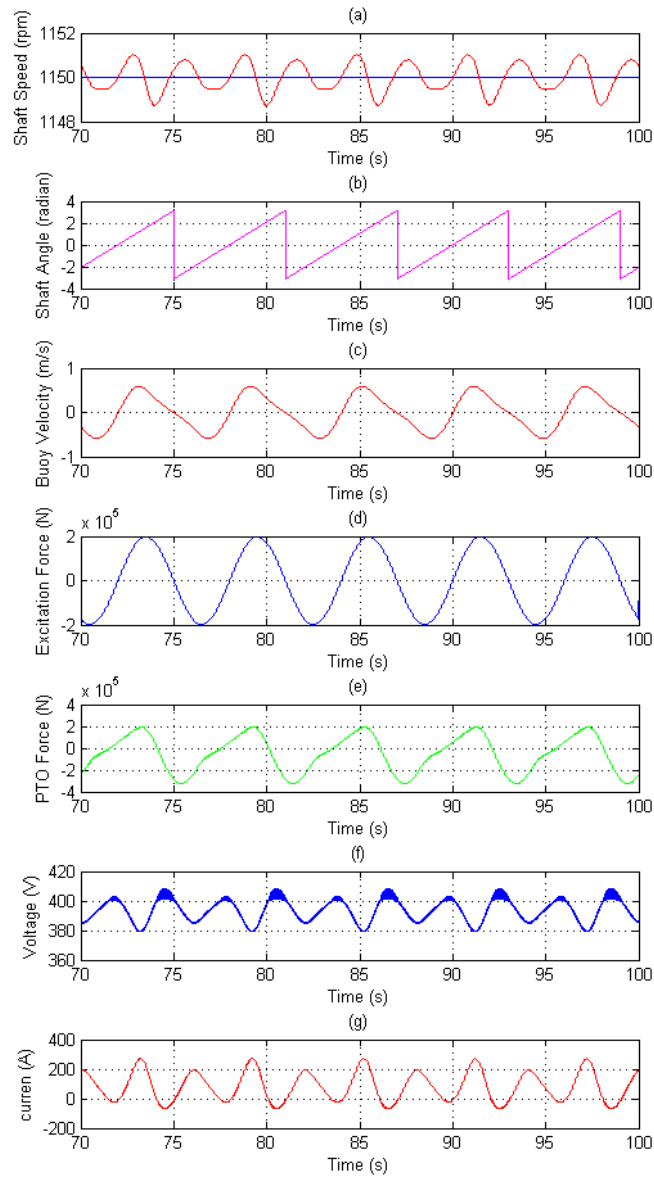 (a)
Shaft Speed (rpm)
1152
1150
1148
70 75 80 85 90 95 100
Time (s)
(b)
Shaft Angle (radian)
4
2
0
-2
-4
70 75 80 85 90 95 100
Time (s)
(c)
Buoy Velocity (m/s)
1
0
-1
70 75 80 85 90 95 100
Time (s)
(d)
x 10^5
Excitation Force (N)
2
0
-2
70 75 80 85 90 95 100
Time (s)
(e)
x 10^5
PTO Force (N)
4
2
0
-2
-4
70 75 80 85 90 95 100
Time (s)
(f)
Voltage (V)
420
400
380
360
70 75 80 85 90 95 100
Time (s)
(g)
curren (A)
400
200
0
-200
70 75 80 85 90 95 100
Time (s)